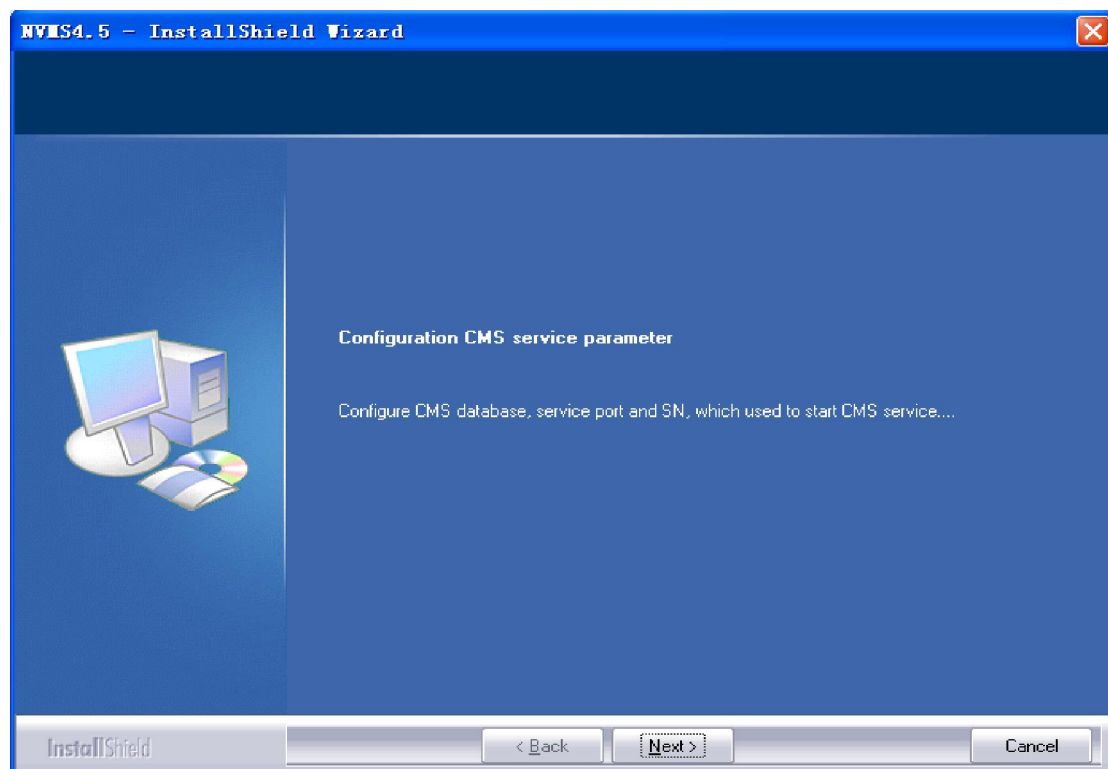 NVMS4.5 - InstallShield Wizard
Configuration CMS service parameter
Configure CMS database, service port and SN, which used to start CMS service....
InstallShield
< Back
Next >
Cancel